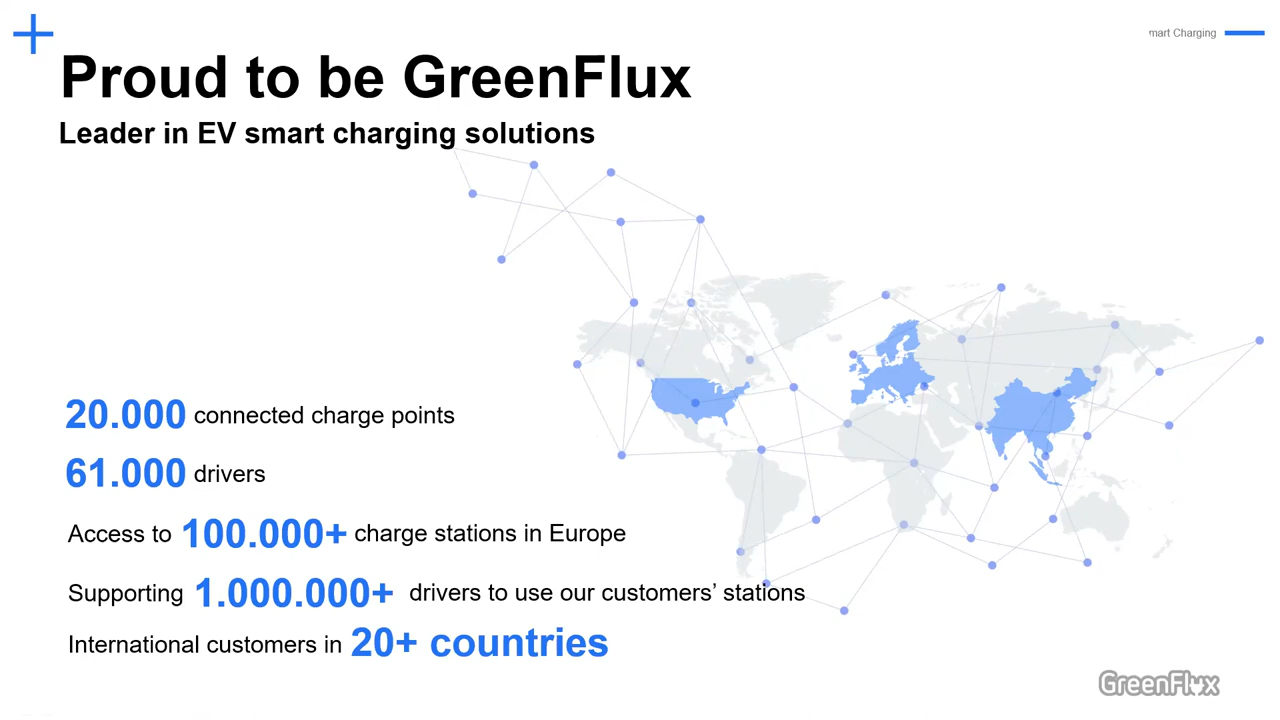 mart Charging
Proud to be GreenFlux
Leader in EV smart charging solutions
20.000 connected charge points
61.000 drivers
Access to 100.000+ charge stations in Europe
Supporting 1.000.000+ drivers to use our customers’ stations
International customers in 20+ countries
GreenFlux